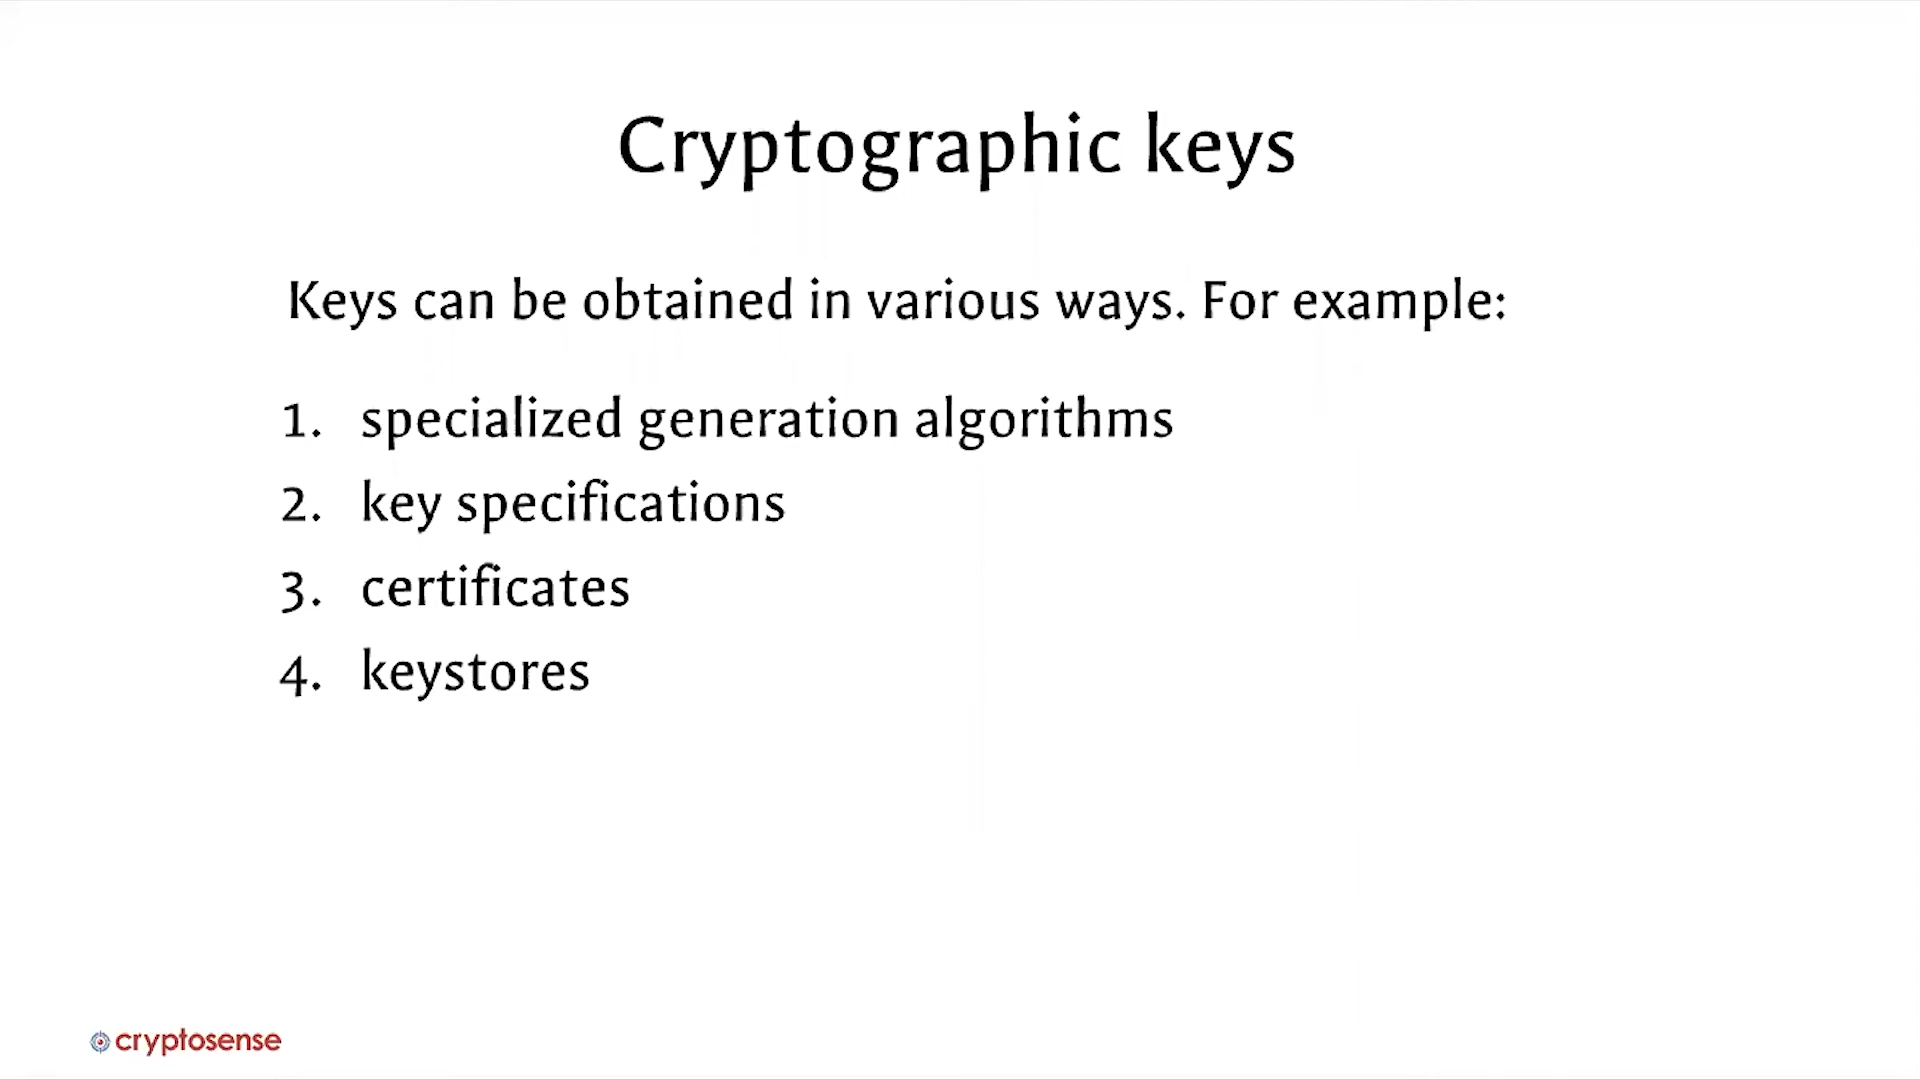 Cryptographic keys
Keys can be obtained in various ways. For example:
1. specialized generation algorithms
2. key specifications
3. certificates
4. keystores
cryptosense